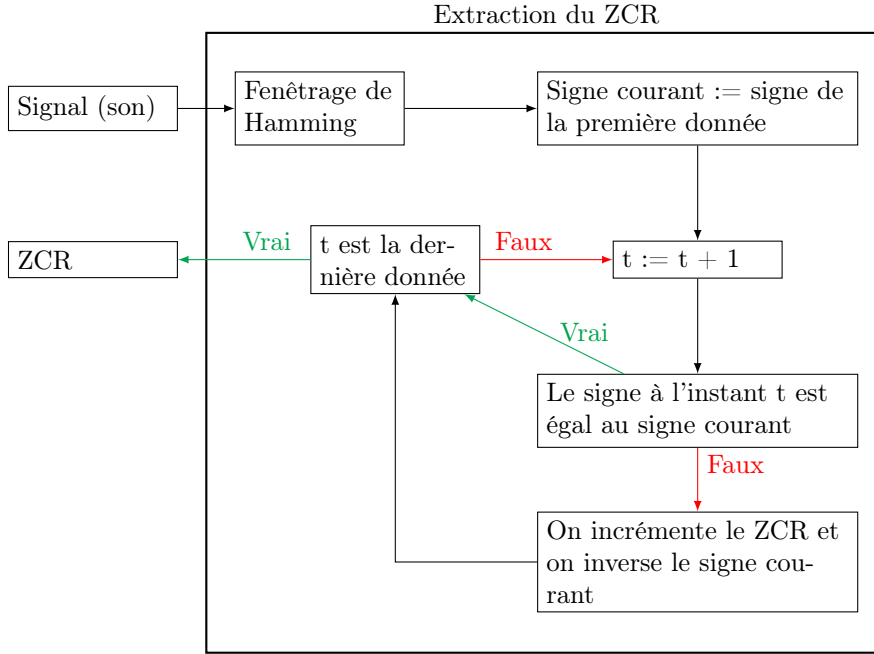 Extraction du ZCR
Signal (son)
Fenêtrage de
Hamming
Signe courant := signe de
la première donnée
ZCR
Vrai
t est la der-
nière donnée
Faux
t := t + 1
Vrai
Le signe à l'instant t est
égal au signe courant
Faux
On incrémente le ZCR et
on inverse le signe cou-
rant